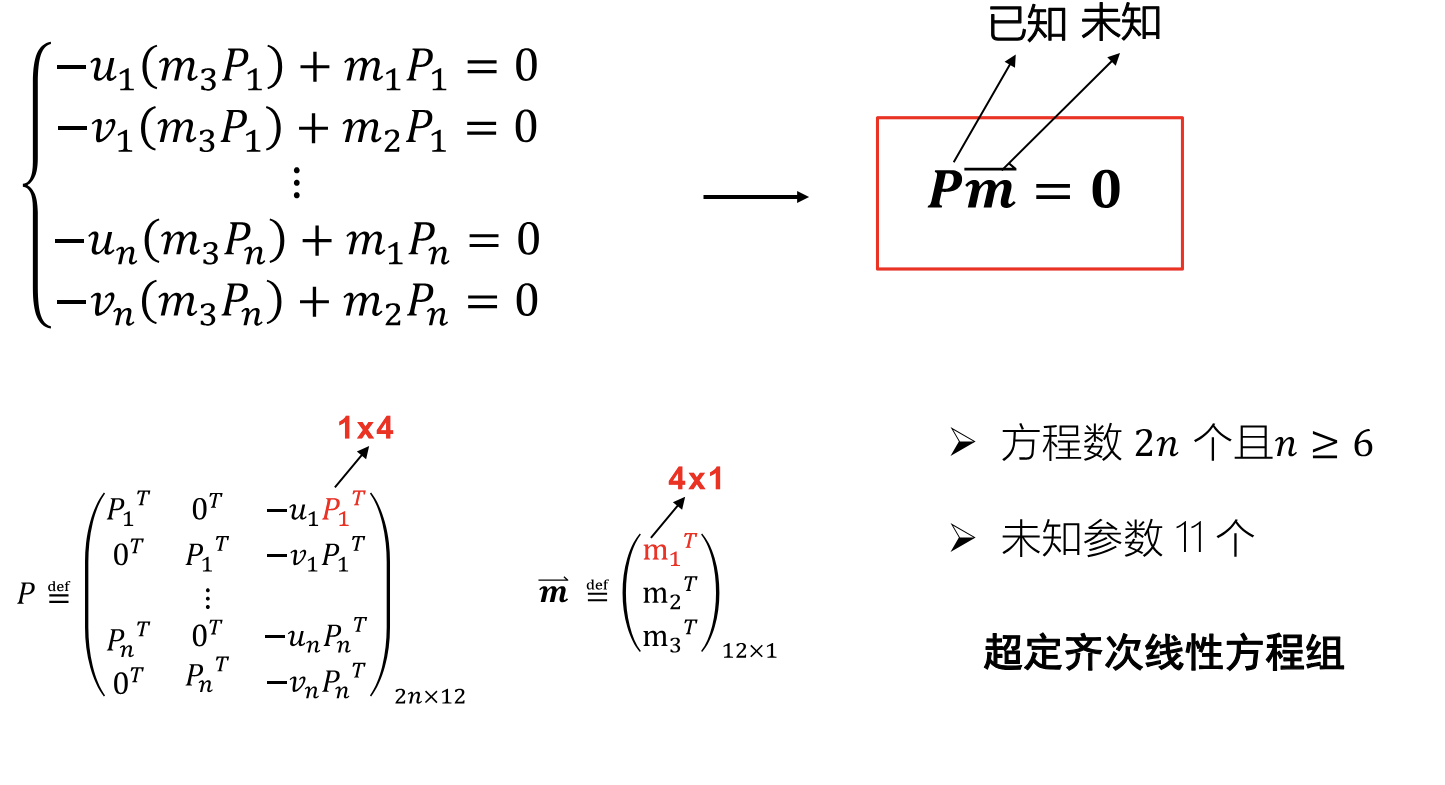 已知 未知
−u₁(m₃P₁) + m₁P₁ = 0
−v₁(m₃P₁) + m₂P₁ = 0
⋮
−uₙ(m₃Pₙ) + m₁Pₙ = 0
−vₙ(m₃Pₙ) + m₂Pₙ = 0
Pm⃗ = 0
1x4
P₁ᵀ 0ᵀ −u₁P₁ᵀ
0ᵀ P₁ᵀ −v₁P₁ᵀ
P ≝ ⋮
Pₙᵀ 0ᵀ −uₙPₙᵀ
0ᵀ Pₙᵀ −vₙPₙᵀ
2n×12
4x1
m₁ᵀ
m⃗ ≝ m₂ᵀ
m₃ᵀ
12×1
➢ 方程数 2n 个且n ≥ 6
➢ 未知参数 11 个
超定齐次线性方程组